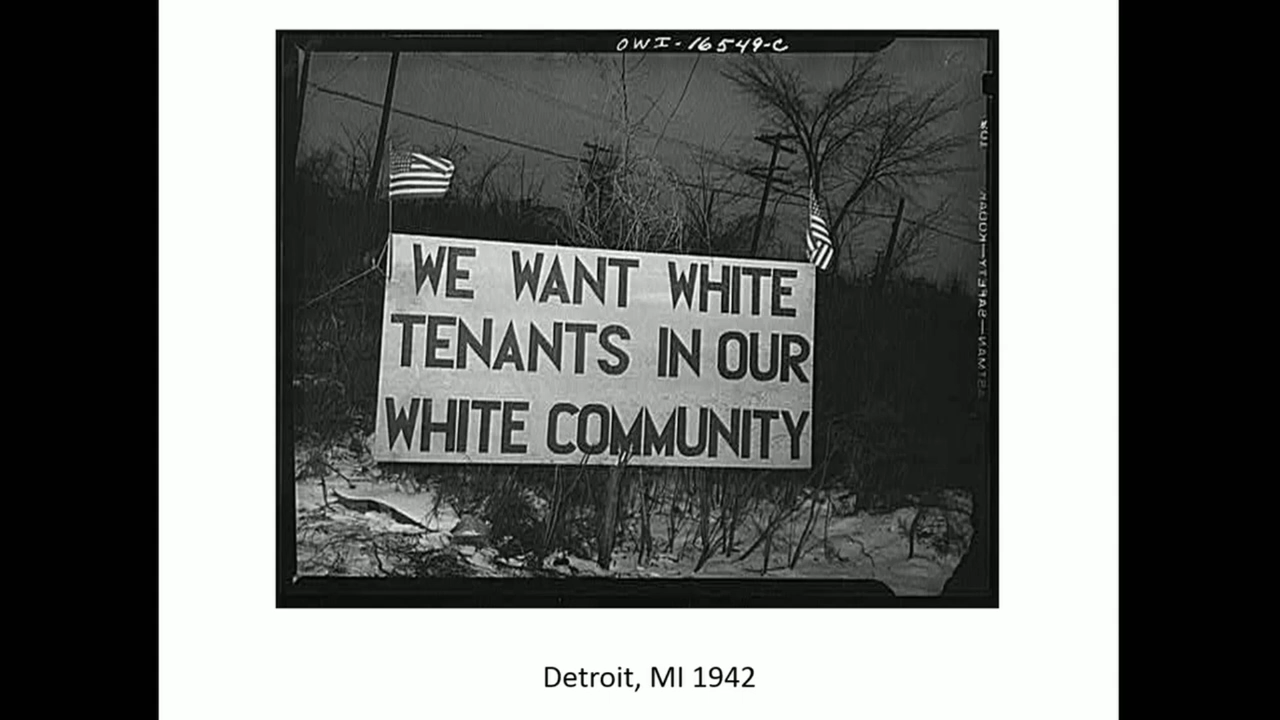 OWI-16549-C
WE WANT WHITE
TENANTS IN OUR
WHITE COMMUNITY
Detroit, MI 1942